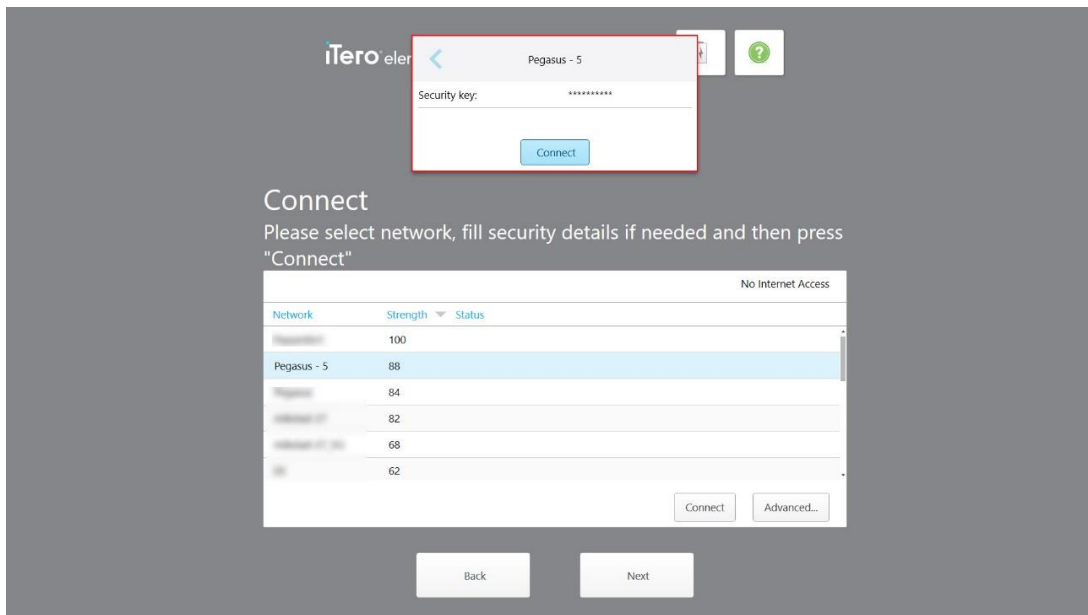 iTero eler
Pegasus - 5
Security key: **********
Connect
Connect
Please select network, fill security details if needed and then press
"Connect"
No Internet Access
Network Strength Status
100
Pegasus - 5 88
84
82
68
62
Connect Advanced...
Back Next